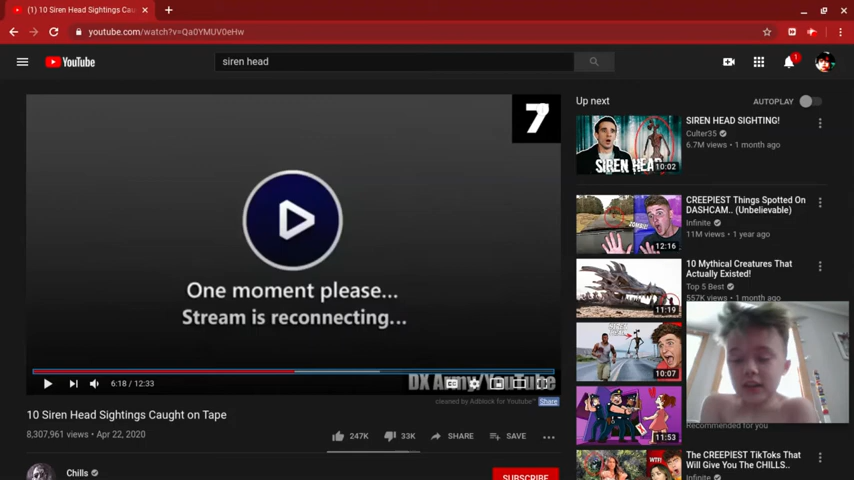 (1) 10 Siren Head Sightings Cau
youtube.com/watch?v=Qa0YMUV0eHw
YouTube
siren head
1
7
One moment please...
Stream is reconnecting...
6:18 / 12:33
CC
DX Army/YouTube
cleaned by Adblock for Youtube™ Share
10 Siren Head Sightings Caught on Tape
8,307,961 views • Apr 22, 2020
247K 33K SHARE SAVE
Chills
SUBSCRIBE
Up next
AUTOPLAY
SIREN HEAD
10:02
SIREN HEAD SIGHTING!
Culter35
6.7M views • 1 month ago
ZOMBIE!
12:16
CREEPIEST Things Spotted On
DASHCAM.. (Unbelievable)
Infinite
11M views • 1 year ago
11:19
10 Mythical Creatures That
Actually Existed!
Top 5 Best
557K views • 1 month ago
10:07
11:53
Recommended for you
WTF!
The CREEPIEST TikToks That
Will Give You The CHILLS..
Infinite